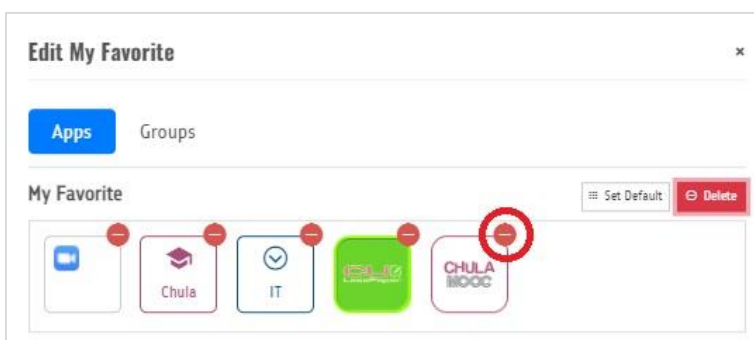 Edit My Favorite ×
Apps Groups
My Favorite Set Default Delete
CHULA
MOOC
Chula IT